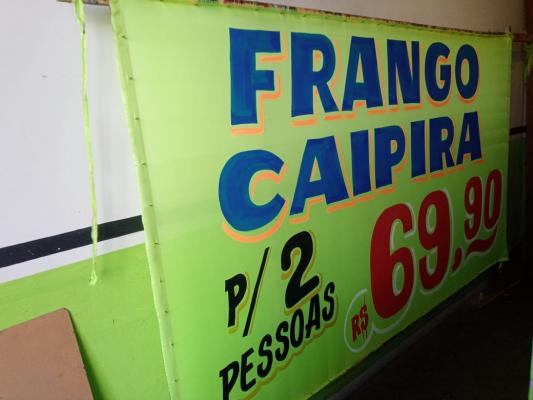 FRANGO
CAIPIRA
P/ 2
PESSOAS
R$ 69.90